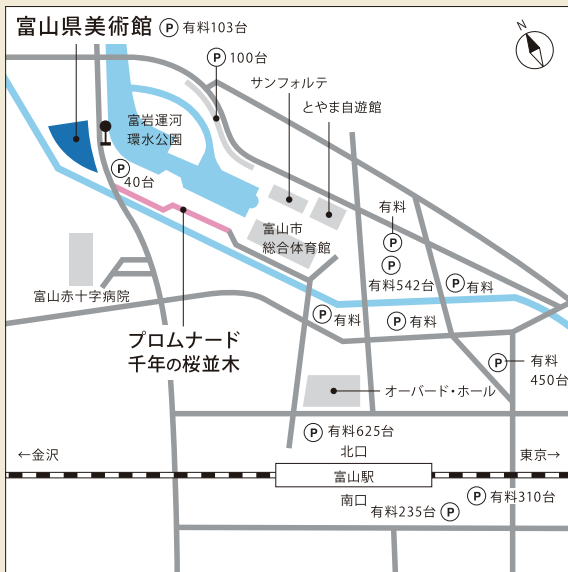 富山県美術館
P 有料103台
N
P 100台
サンフォルテ
とやま自遊館
富岩運河
環水公園
P
40台
有料
P
P
有料542台
富山市
総合体育館
P 有料
富山赤十字病院
P 有料
P 有料
プロムナード
千年の桜並木
P 有料
450台
オーバード・ホール
P 有料625台
北口
←金沢
東京→
富山駅
南口
P 有料310台
有料235台 P